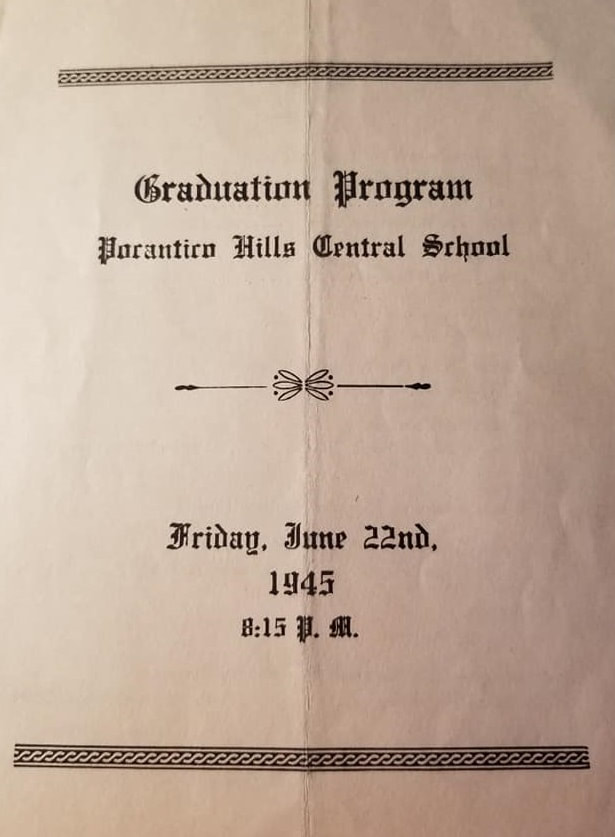 Graduation Program
Pocantico Hills Central School
Friday, June 22nd,
1945
8:15 P. M.